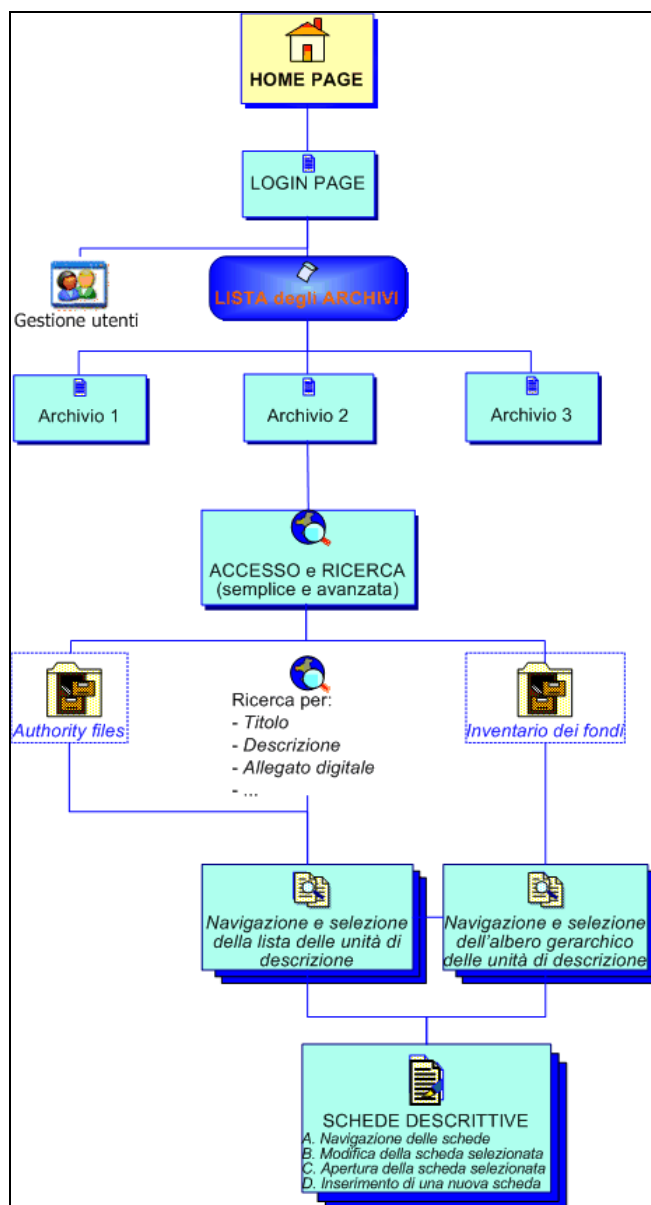 HOME PAGE
LOGIN PAGE
Gestione utenti
LISTA degli ARCHIVI
Archivio 1
Archivio 2
Archivio 3
ACCESSO e RICERCA
(semplice e avanzata)
Authority files
Ricerca per:
- Titolo
- Descrizione
- Allegato digitale
- ...
Inventario dei fondi
Navigazione e selezione
della lista delle unità di
descrizione
Navigazione e selezione
dell'albero gerarchico
delle unità di descrizione
SCHEDE DESCRITTIVE
A. Navigazione delle schede
B. Modifica della scheda selezionata
C. Apertura della scheda selezionata
D. Inserimento di una nuova scheda